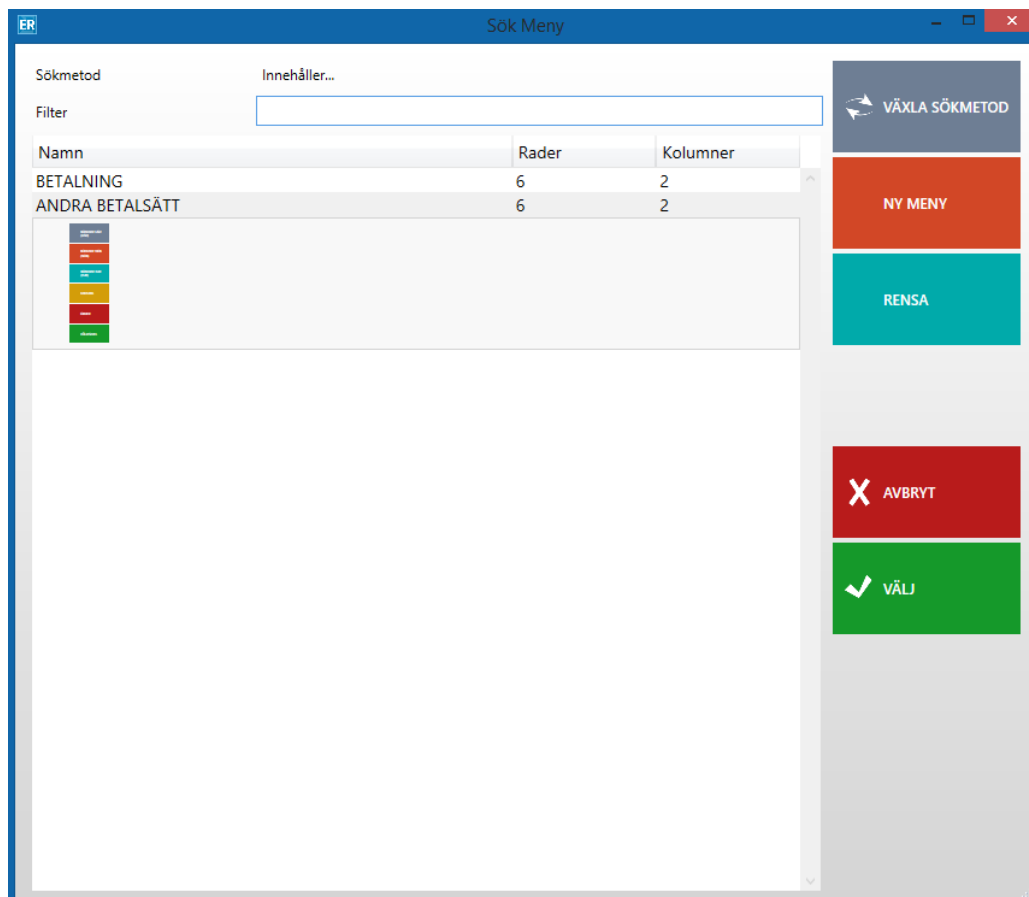 ER
Sök Meny
Sökmetod Innehåller...
Filter
VÄXLA SÖKMETOD
Namn Rader Kolumner
BETALNING 6 2
ANDRA BETALSÄTT 6 2
NY MENY
RENSA
AVBRYT
VÄLJ